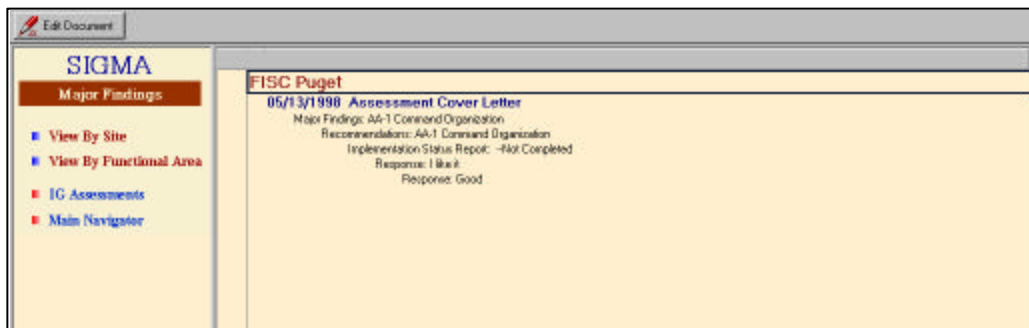 Edit Document
SIGMA
Major Findings
View By Site
View By Functional Area
IG Assessments
Main Navigator
FISC Puget
05/13/1998 Assessment Cover Letter
Major Findings: AA-1 Command Organization
Recommendations: AA-1 Command Organization
Implementation Status Report: -Not Completed
Response: I like it
Response: Good